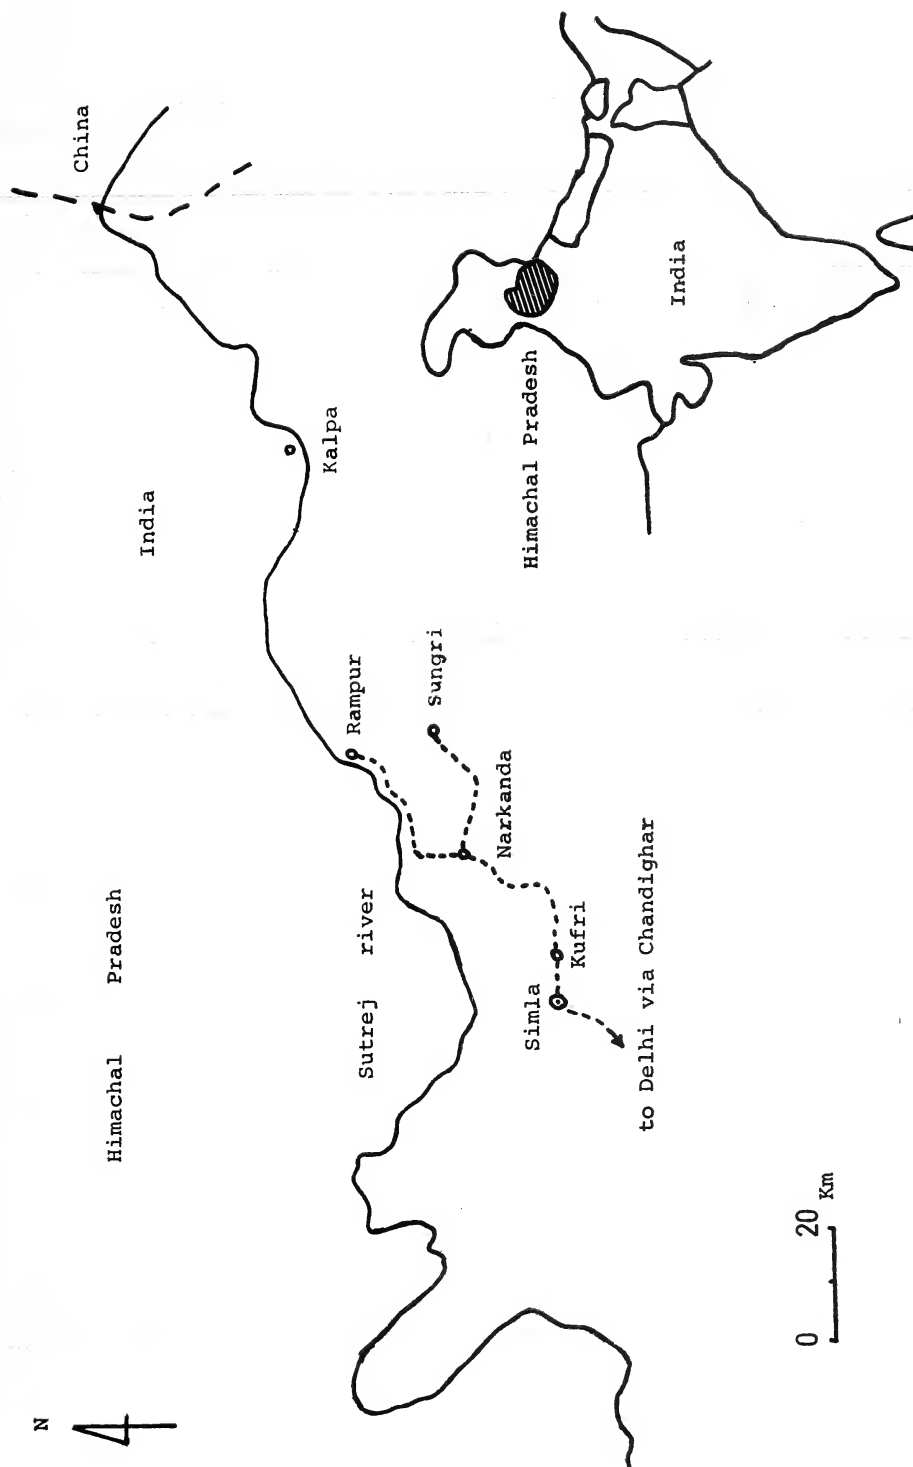 N
China
India
Himachal Pradesh
Kalpa
Rampur
Sutrej river
Sungri
Narkanda
Himachal Pradesh
India
Simla
Kufri
to Delhi via Chandighar
0 20 Km